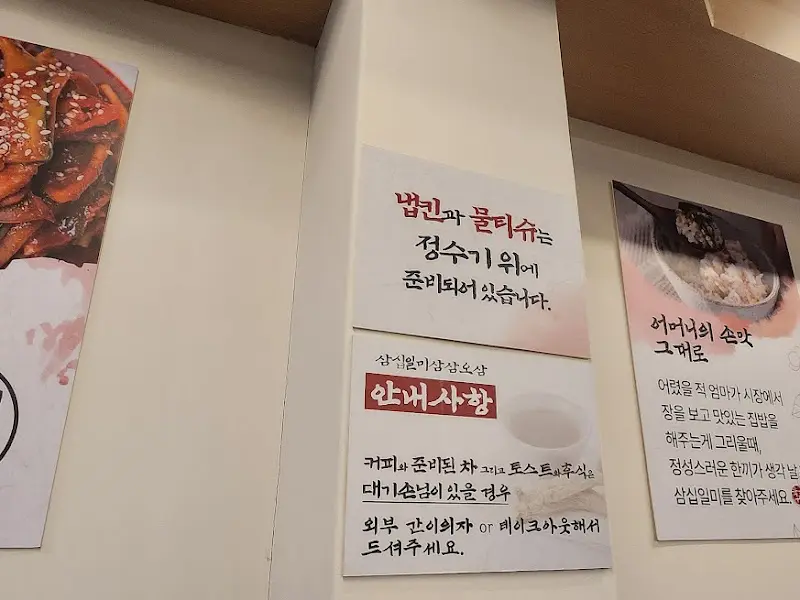 냅킨과 물티슈는
정수기 위에
준비되어 있습니다.
삼십일미삼삼오삼
안내사항
커피와 준비된 차 그리고 토스트와 후식은
대기손님이 있을 경우
외부 간이의자 or 테이크아웃해서
드셔주세요.
어머니의 손맛
그대로
어렸을 적 엄마가 시장에서
장을 보고 맛있는 집밥을
해주는게 그리울때,
정성스러운 한끼가 생각 날
삼십일미를 찾아주세요.